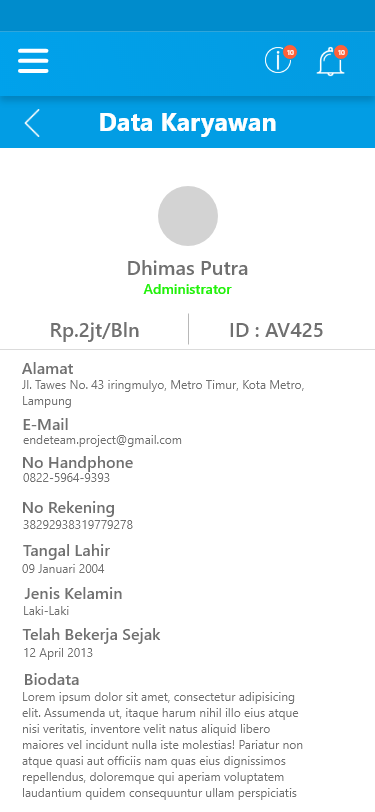 10
10
Data Karyawan
Dhimas Putra
Administrator
Rp.2jt/Bln
ID : AV425
Alamat
Jl. Tawes No. 43 iringmulyo, Metro Timur, Kota Metro,
Lampung
E-Mail
endeteam.project@gmail.com
No Handphone
0822-5964-9393
No Rekening
38292938319779278
Tangal Lahir
09 Januari 2004
Jenis Kelamin
Laki-Laki
Telah Bekerja Sejak
12 April 2013
Biodata
Lorem ipsum dolor sit amet, consectetur adipisicing
elit. Assumenda ut, itaque harum nihil illo eius atque
nisi veritatis, inventore velit natus aliquid libero
maiores vel incidunt nulla iste molestias! Pariatur non
atque quasi aut officiis nam quas eius dignissimos
repellendus, doloremque qui aperiam voluptatem
laudantium quidem consequuntur ullam perspiciatis